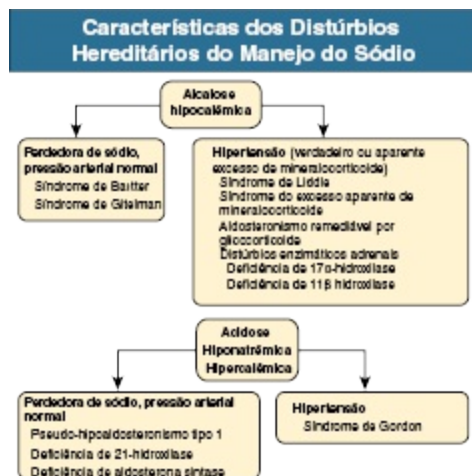 Características dos Distúrbios
Hereditários do Manejo do Sódio
Alcalose
hipocalêmica
Perdedora de sódio,
pressão arterial normal
Síndrome de Bartter
Síndrome de Gitelman
Hipertensão (verdadeiro ou aparente
excesso de mineralocorticoide)
Síndrome de Liddle
Síndrome do excesso aparente de
mineralocorticoide
Aldosteronismo remediável por
glicocorticoide
Distúrbios enzimáticos adrenais
Deficiência de 17α-hidroxilase
Deficiência de 11β hidroxilase
Acidose
Hiponatrêmica
Hipercalêmica
Perdedora de sódio, pressão arterial
normal
Pseudo-hipoaldosteronismo tipo 1
Deficiência de 21-hidroxilase
Deficiência de aldosterona sintase
Hipertensão
Síndrome de Gordon